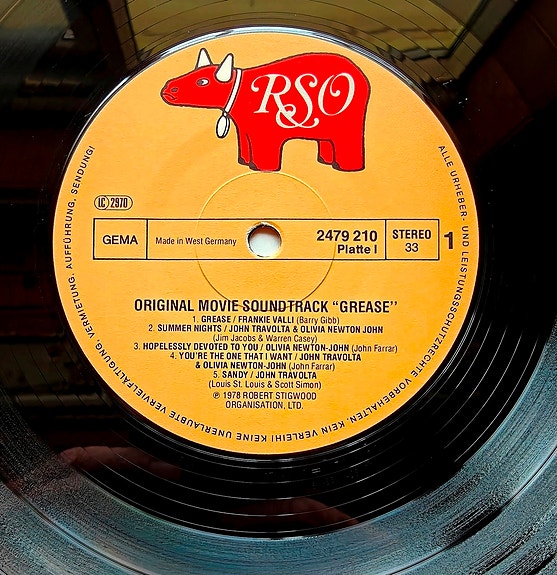 RSO
LC 2970
GEMA
Made in West Germany
2479 210
Platte I
STEREO
33
1
ORIGINAL MOVIE SOUNDTRACK “GREASE”
1. GREASE / FRANKIE VALLI (Barry Gibb)
2. SUMMER NIGHTS / JOHN TRAVOLTA & OLIVIA NEWTON JOHN
(Jim Jacobs & Warren Casey)
3. HOPELESSLY DEVOTED TO YOU / OLIVIA NEWTON-JOHN (John Farrar)
4. YOU'RE THE ONE THAT I WANT / JOHN TRAVOLTA
& OLIVIA NEWTON-JOHN (John Farrar)
5. SANDY / JOHN TRAVOLTA
(Louis St. Louis & Scott Simon)
℗ 1978 ROBERT STIGWOOD
ORGANISATION, LTD.
ALLE URHEBER- UND LEISTUNGSSCHUTZRECHTE VORBEHALTEN. KEIN VERLEIH! KEINE UNERLAUBTE VERVIELFÄLTIGUNG, VERMIETUNG, AUFFÜHRUNG, SENDUNG!